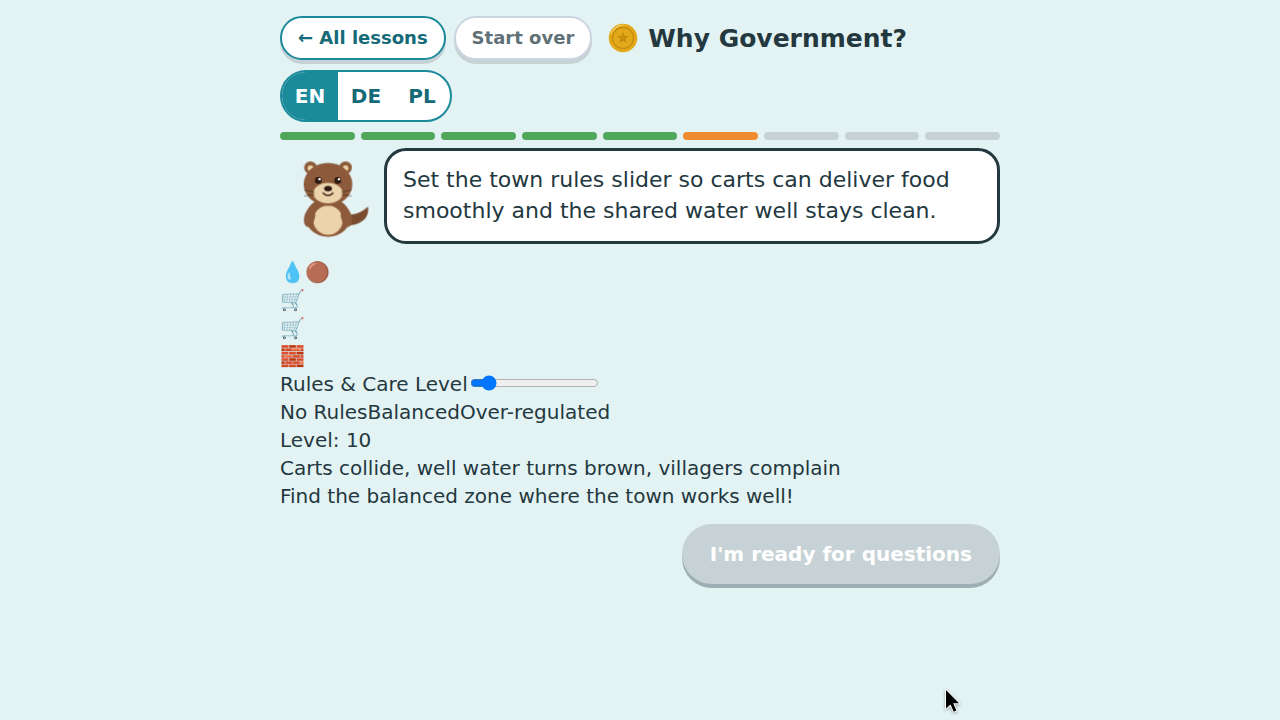 ← All lessons
Start over
Why Government?
EN DE PL
Set the town rules slider so carts can deliver food
smoothly and the shared water well stays clean.
Rules & Care Level
No RulesBalancedOver-regulated
Level: 10
Carts collide, well water turns brown, villagers complain
Find the balanced zone where the town works well!
I'm ready for questions